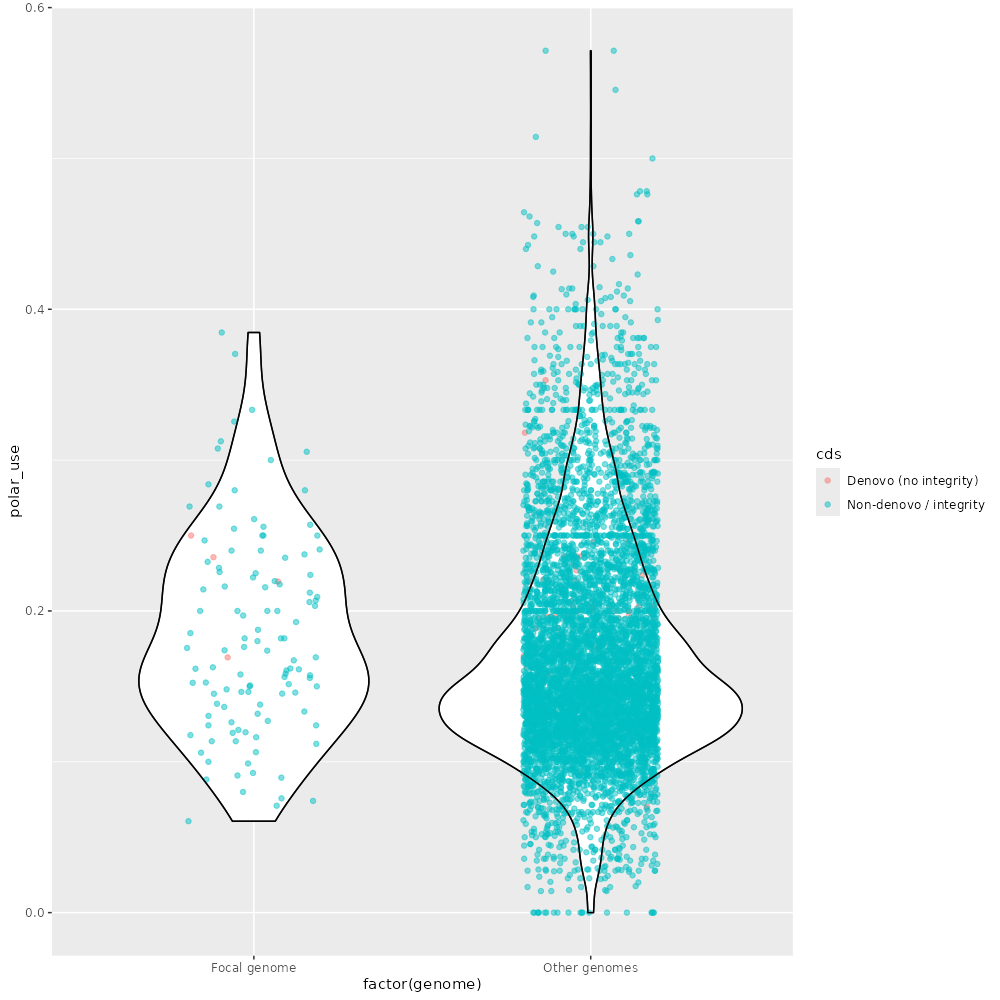 0.6
0.4
0.2
0.0
polar_use
Focal genome
Other genomes
factor(genome)
cds
Denovo (no integrity)
Non-denovo / integrity